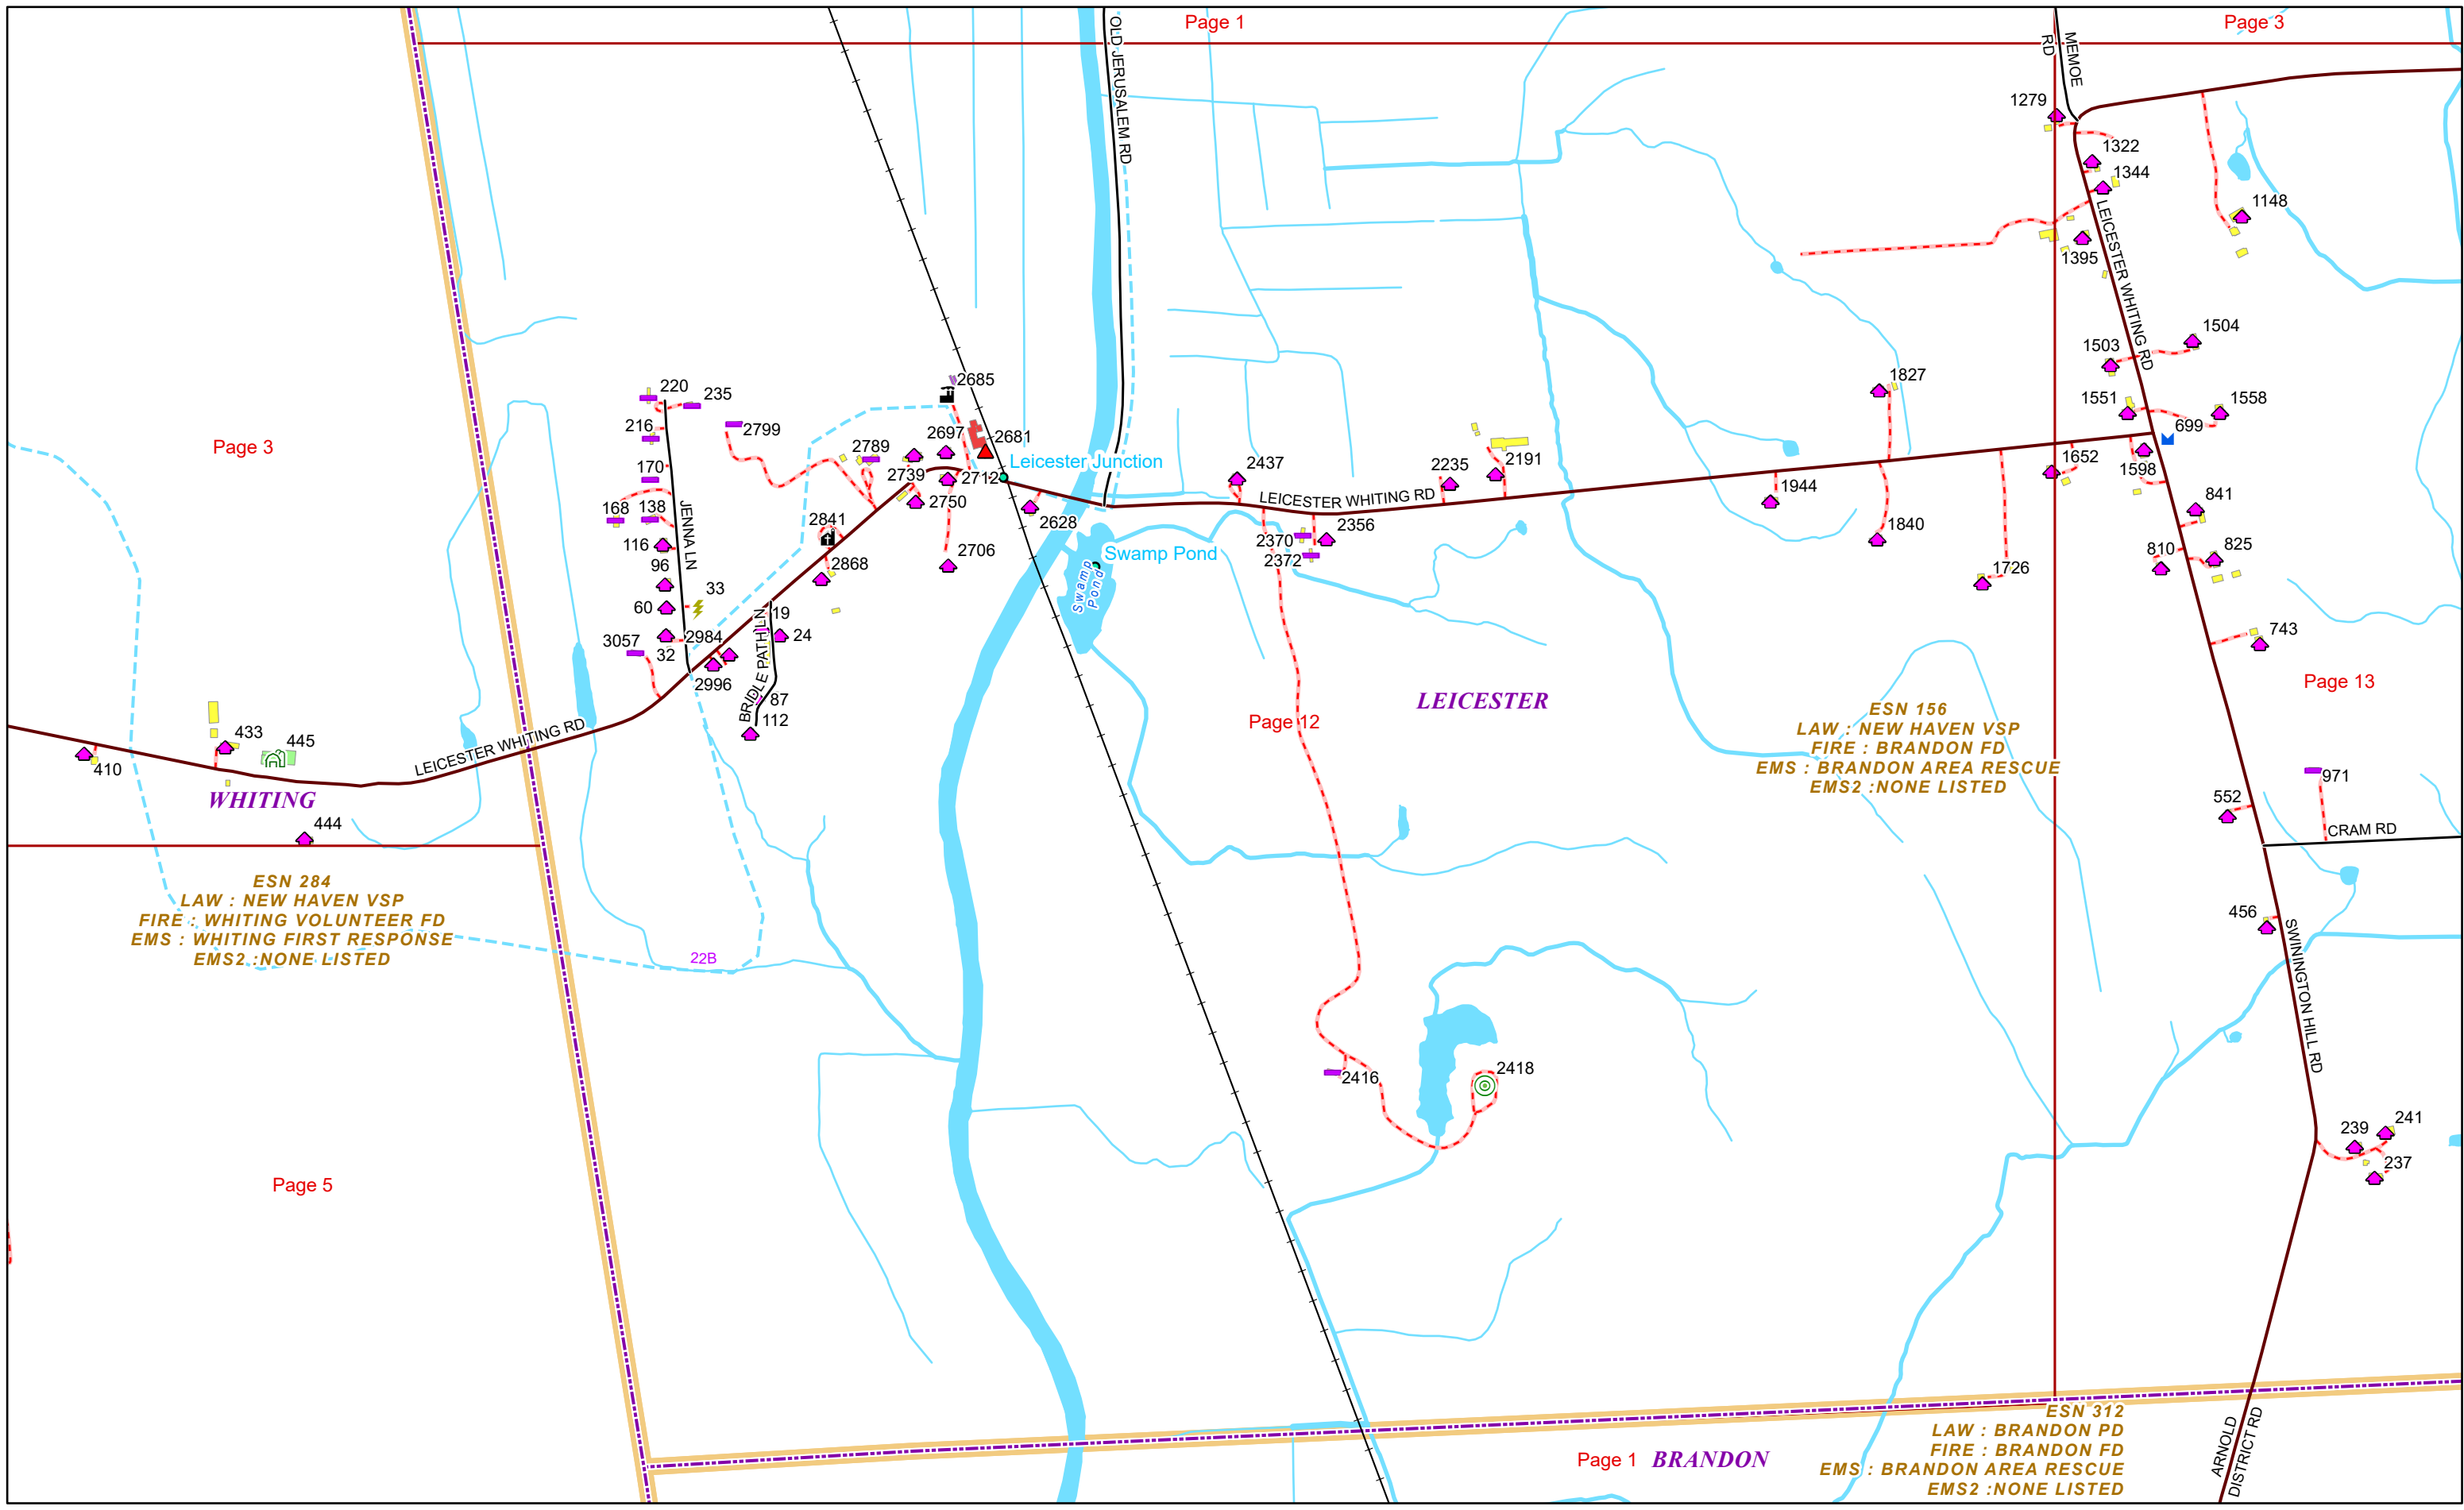 Page 1
Page 3
OLD JERUSALEM RD
MEMOE
RD
1279
1322
1344
1148
LEICESTER WHITING RD
1395
1504
1503
1551
1558
699
1598
1652
1827
220
235
216
2799
170
168
138
JENNA LN
116
96
60
33
3057
32
2984
2996
2685
2697
2681
2789
2739
2712
2750
Leicester Junction
2841
2868
2706
2628
Swamp Pond
Swamp
Pond
19
24
BRIDLE PATH LN
87
112
2437
LEICESTER WHITING RD
2235
2191
2370
2356
2372
1944
1840
1726
841
810
825
743
Page 3
433
445
410
LEICESTER WHITING RD
WHITING
444
LEICESTER
Page 12
Page 13
ESN 156
LAW : NEW HAVEN VSP
FIRE : BRANDON FD
EMS : BRANDON AREA RESCUE
EMS2 :NONE LISTED
971
552
CRAM RD
456
SWININGTON HILL RD
ESN 284
LAW : NEW HAVEN VSP
FIRE : WHITING VOLUNTEER FD
EMS : WHITING FIRST RESPONSE
EMS2 :NONE LISTED
22B
2416
2418
239
241
237
Page 5
Page 1
BRANDON
ESN 312
LAW : BRANDON PD
FIRE : BRANDON FD
EMS : BRANDON AREA RESCUE
EMS2 :NONE LISTED
ARNOLD
DISTRICT RD